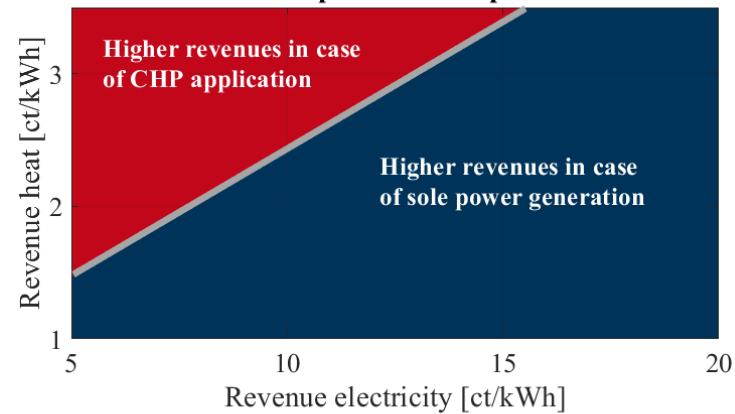 Higher revenues in case
of CHP application
Higher revenues in case
of sole power generation
Revenue heat [ct/kWh]
3
2
1
5 10 15 20
Revenue electricity [ct/kWh]